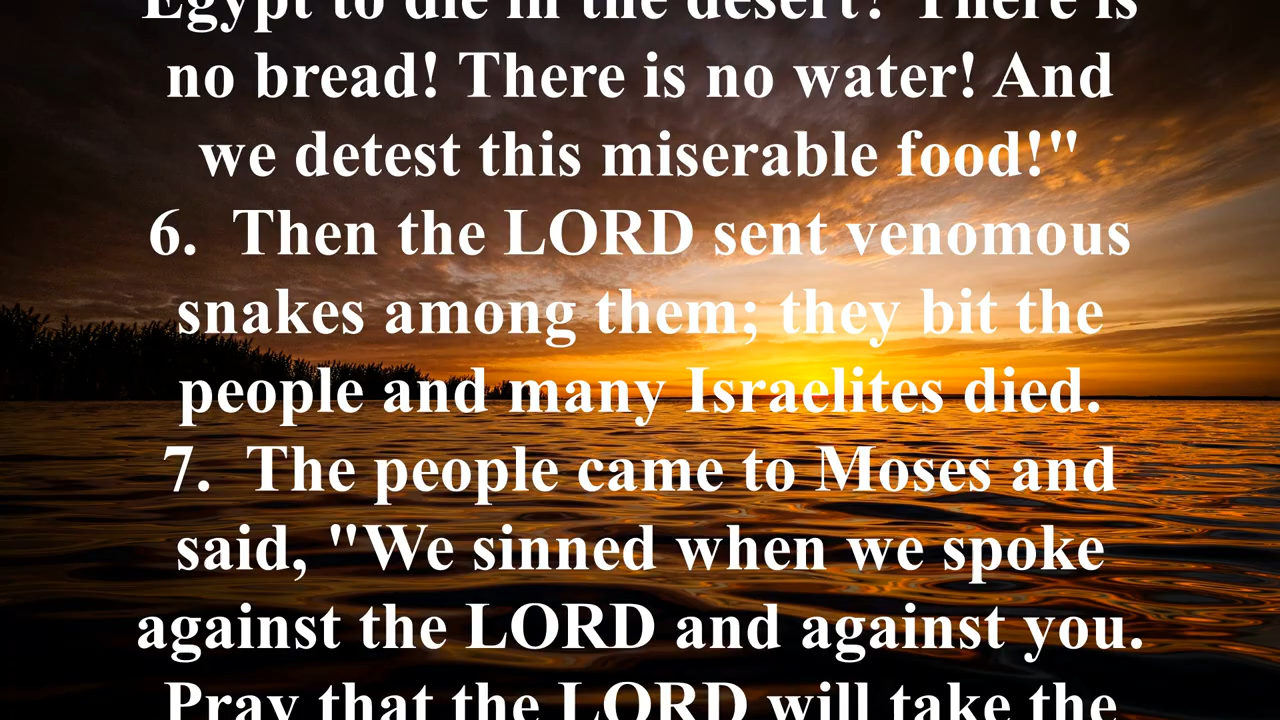 Egypt to die in the desert? There is
no bread! There is no water! And
we detest this miserable food!"
6.  Then the LORD sent venomous
snakes among them; they bit the
people and many Israelites died.
7.  The people came to Moses and
said, "We sinned when we spoke
against the LORD and against you.
Pray that the LORD will take the